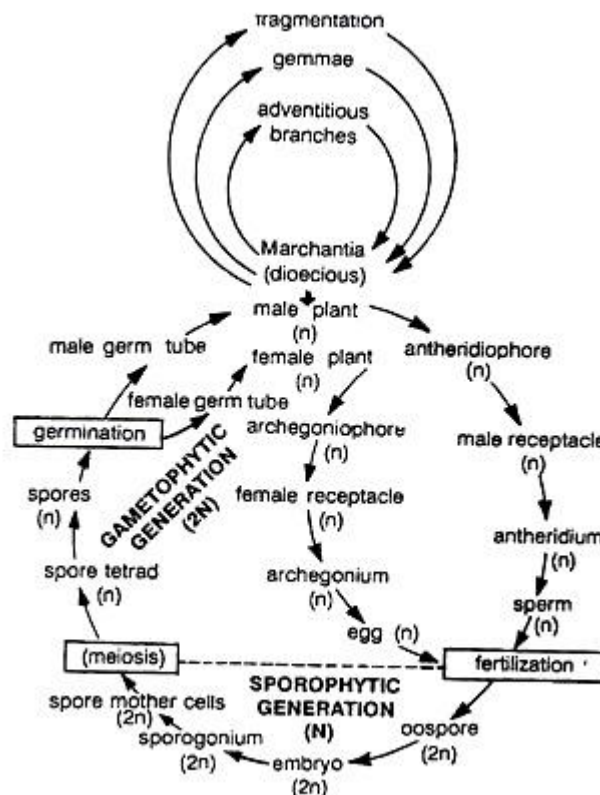 fragmentation
gemmae
adventitious
branches
Marchantia
(dioecious)
male plant
(n)
male germ tube
female plant
(n)
antheridiophore
(n)
female germ tube
germination
archegoniophore
(n)
male receptacle
(n)
spores
(n)
GAMETOPHYTIC
GENERATION
(2N)
female receptacle
(n)
antheridium
(n)
spore tetrad
(n)
archegonium
(n)
sperm
(n)
egg (n)
(meiosis)
fertilization
SPOROPHYTIC
GENERATION
(N)
spore mother cells
(2n)
oospore
(2n)
sporogonium
(2n)
embryo
(2n)